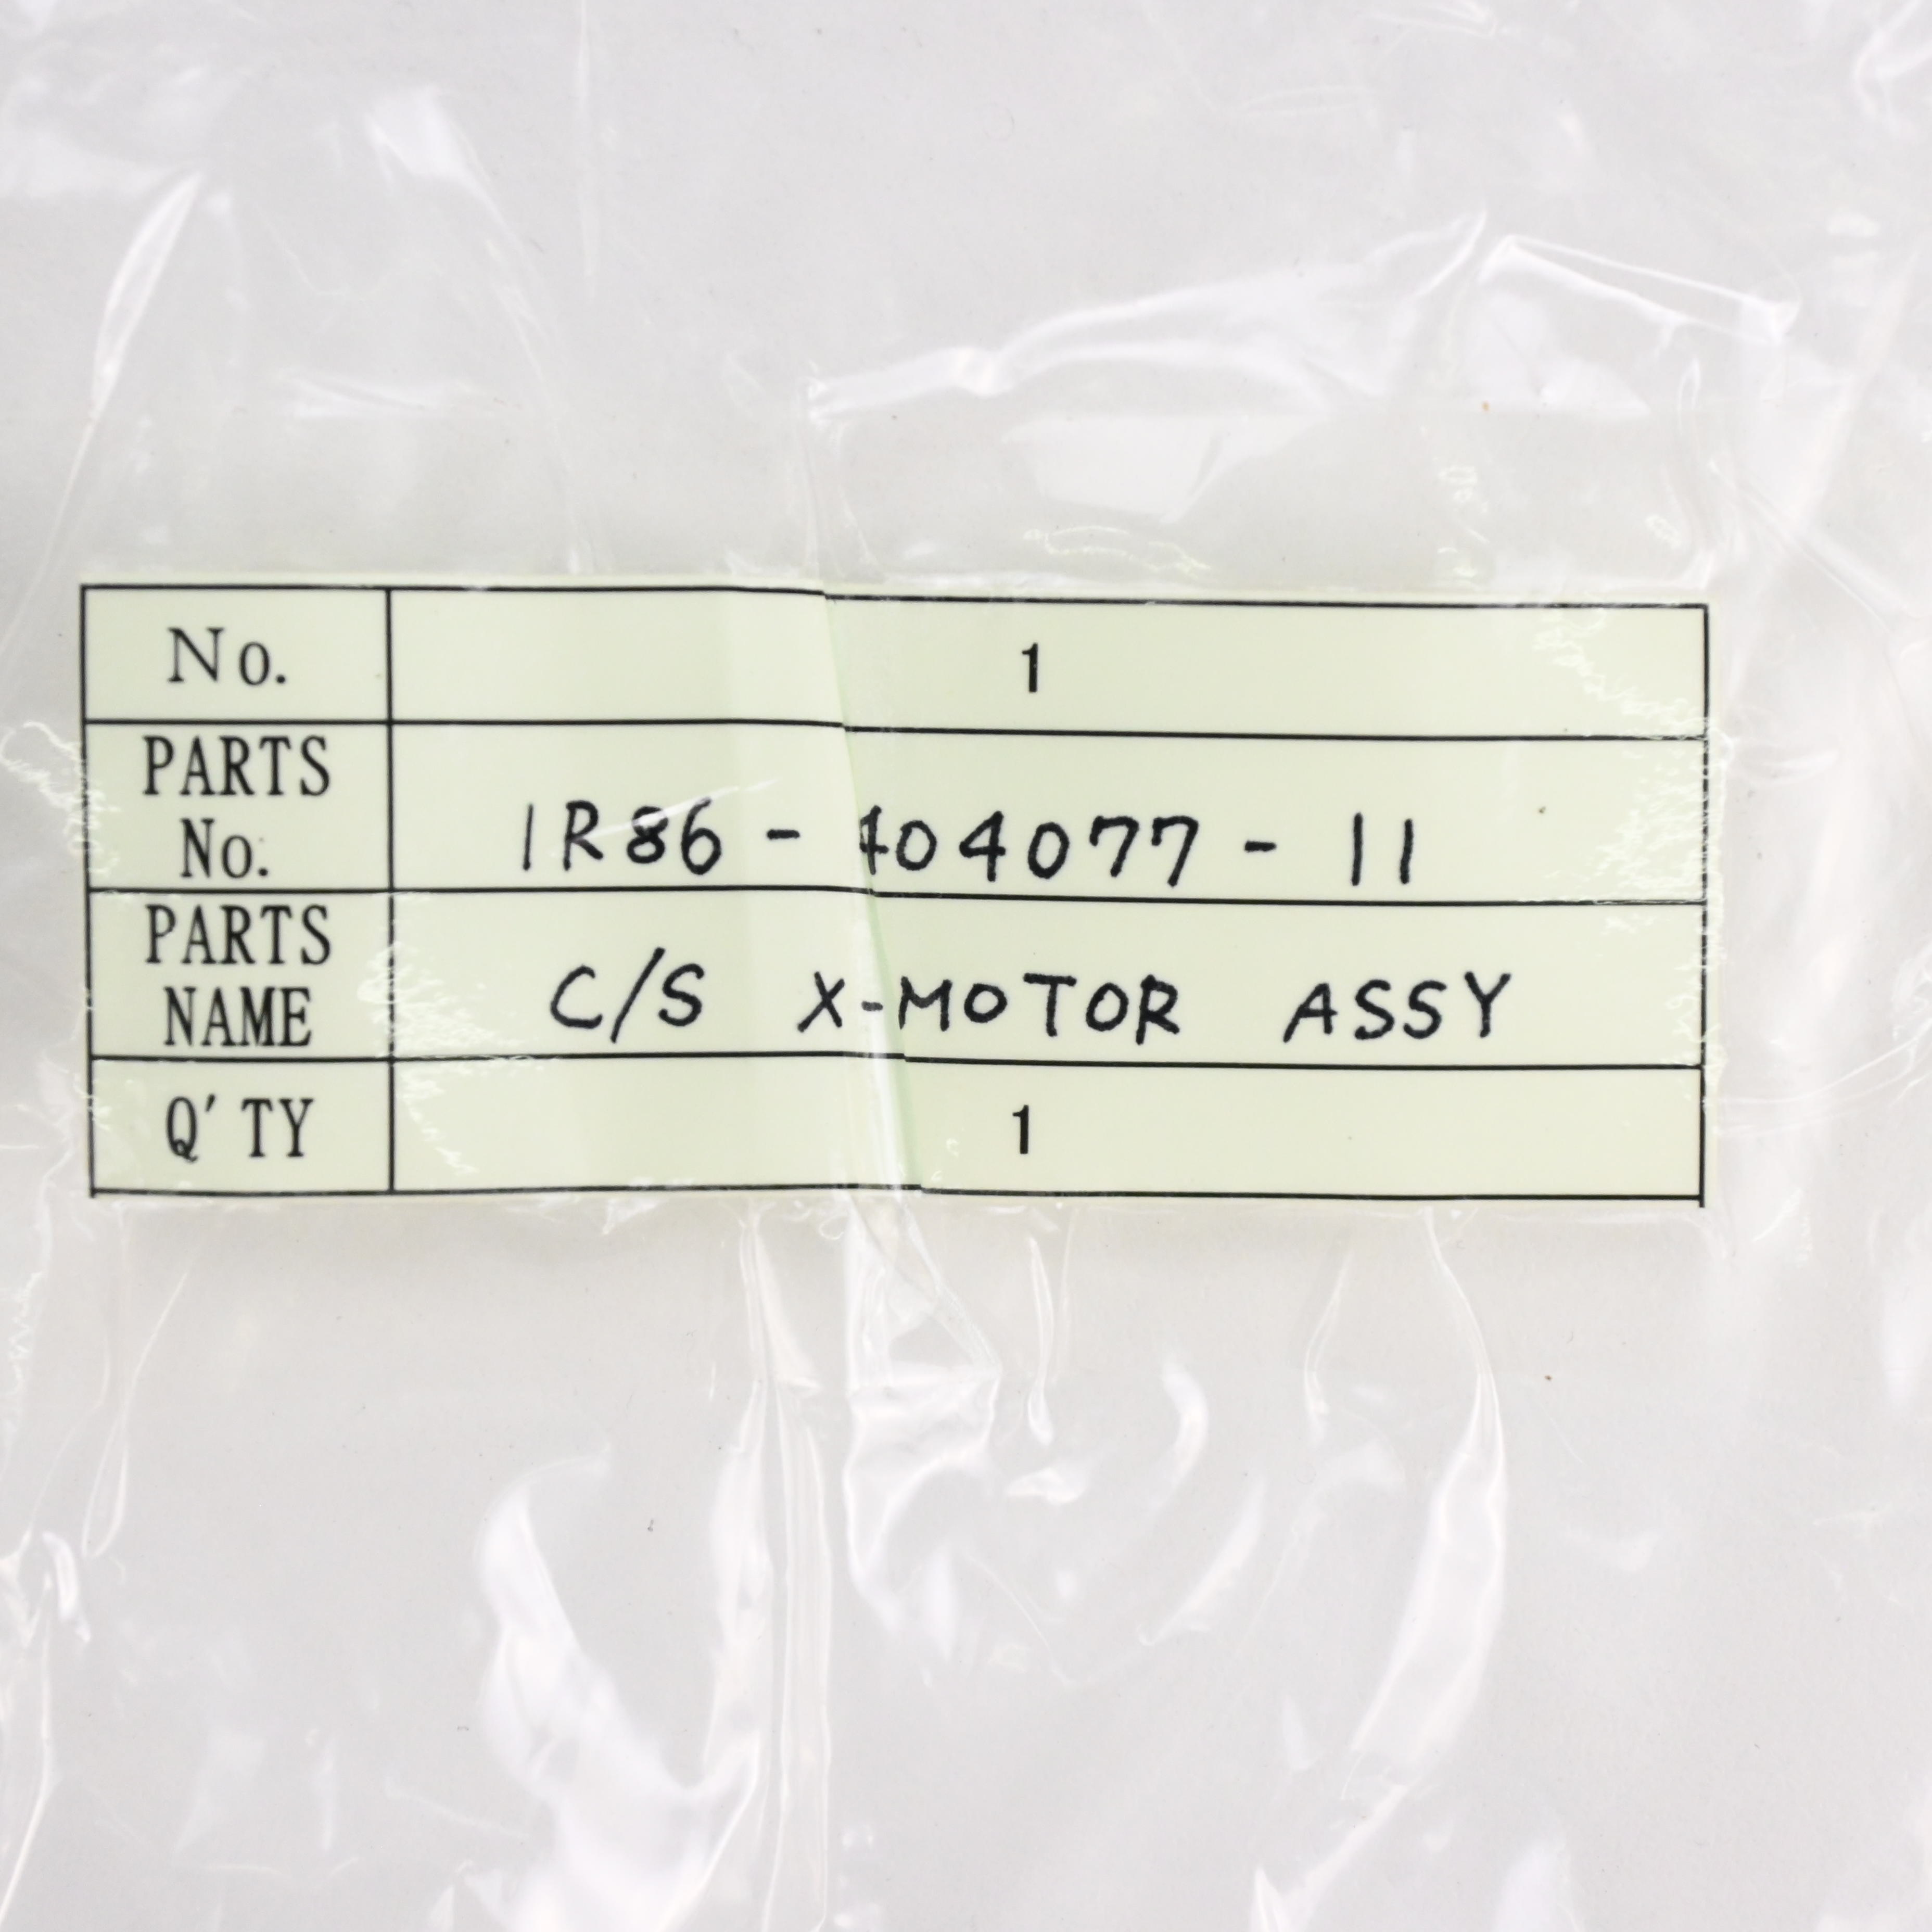 No. 1
PARTS No. 1R86-404077-11
PARTS NAME C/S X-MOTOR ASSY
Q'TY 1